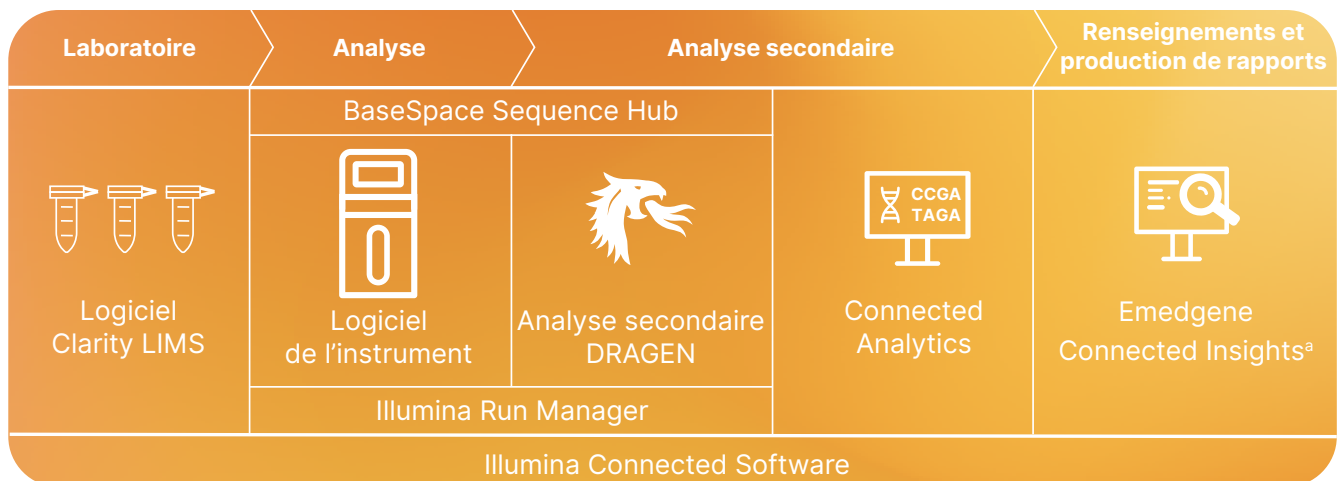 Laboratoire
Analyse
Analyse secondaire
Renseignements et
production de rapports
BaseSpace Sequence Hub
CCGA
TAGA
Logiciel
Clarity LIMS
Logiciel
de l’instrument
Analyse secondaire
DRAGEN
Connected
Analytics
Emedgene
Connected Insightsᵃ
Illumina Run Manager
Illumina Connected Software